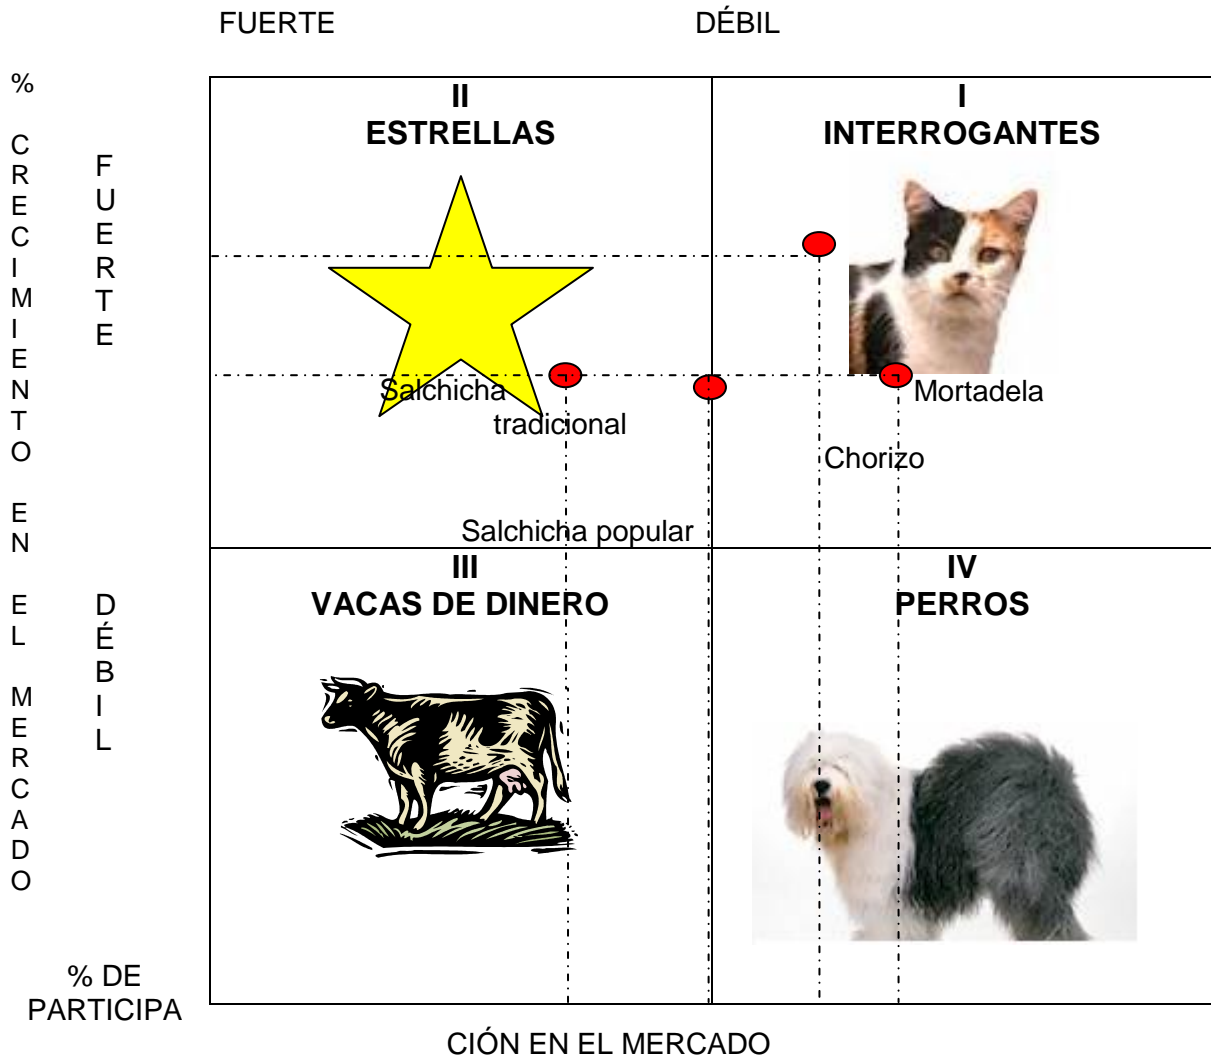 FUERTE DÉBIL
% CRECIMIENTO EN EL MERCADO
FUERTE
II
ESTRELLAS
I
INTERROGANTES
Salchicha
tradicional
Mortadela
Chorizo
Salchicha popular
DÉBIL
III
VACAS DE DINERO
IV
PERROS
% DE
PARTICIPA
CIÓN EN EL MERCADO